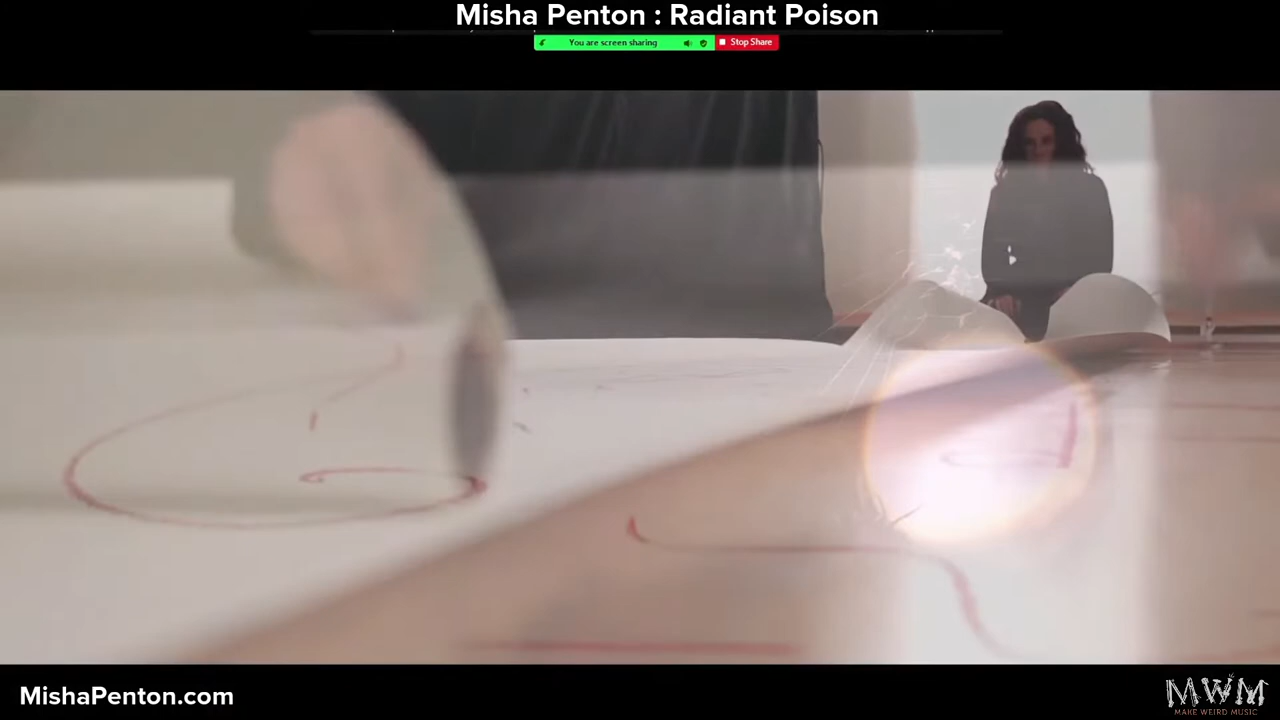 Misha Penton : Radiant Poison
You are screen sharing
Stop Share
MishaPenton.com
MWM
MAKE WEIRD MUSIC